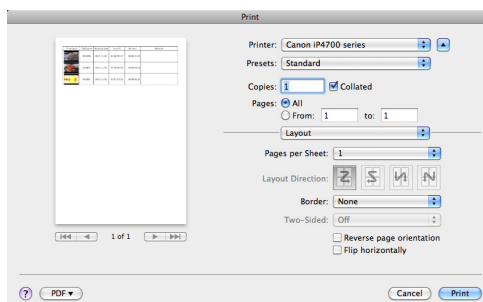 Print
Printer: Canon iP4700 series
Presets: Standard
Copies: 1 Collated
Pages: All
From: 1 to: 1
Layout
Pages per Sheet: 1
Layout Direction:
Border: None
Two-Sided: Off
Reverse page orientation
Flip horizontally
1 of 1
? PDF Cancel Print